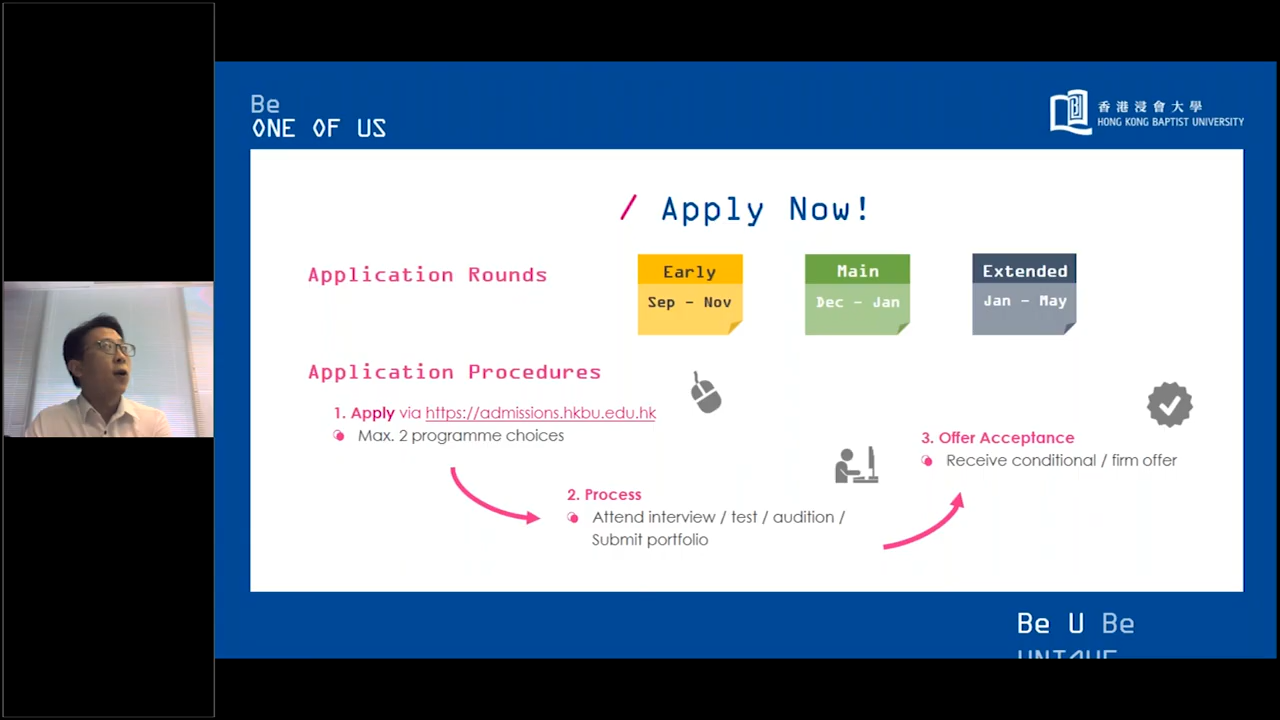 Be
ONE OF US
香港浸會大學
HONG KONG BAPTIST UNIVERSITY
/ Apply Now!
Application Rounds
Early
Sep - Nov
Main
Dec - Jan
Extended
Jan - May
Application Procedures
1. Apply via https://admissions.hkbu.edu.hk
Max. 2 programme choices
2. Process
Attend interview / test / audition /
Submit portfolio
3. Offer Acceptance
Receive conditional / firm offer
Be U Be